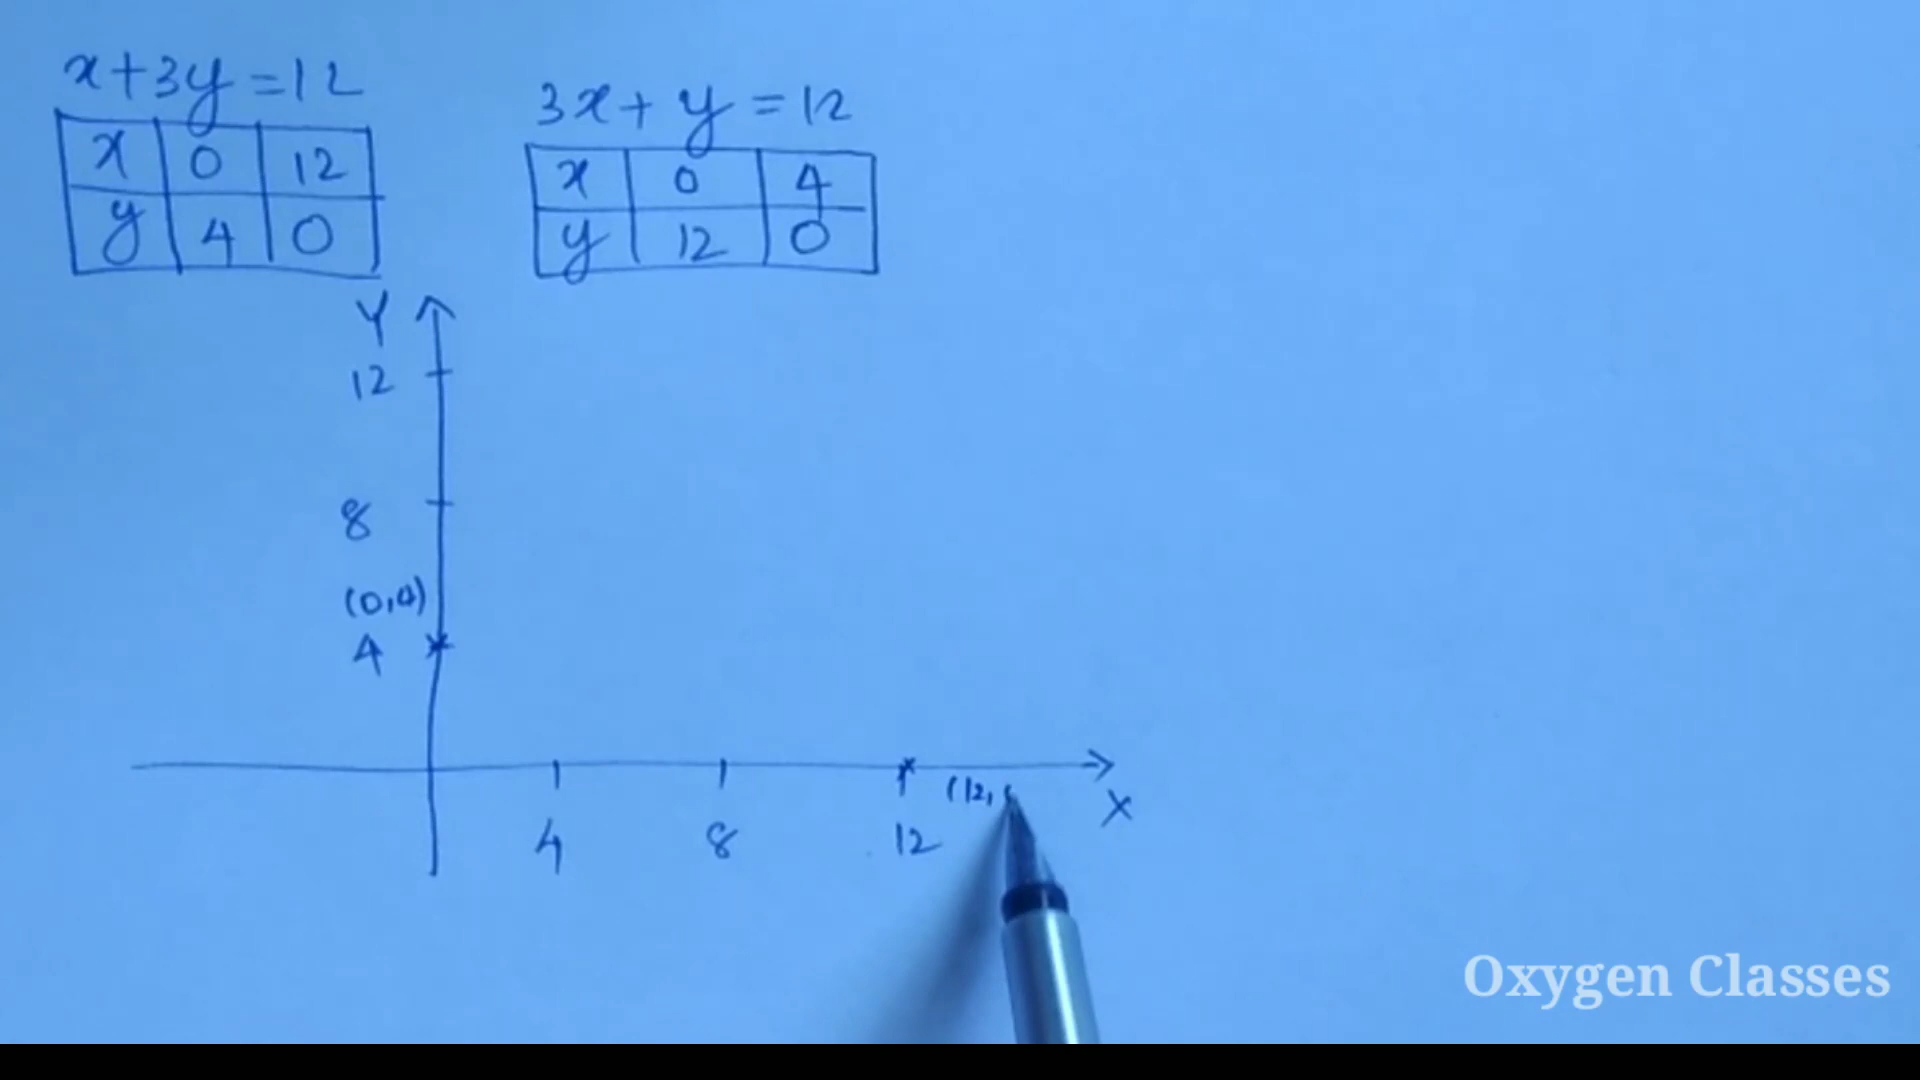 x+3y=12
x 0 12
y 4 0
3x+y=12
x 0 4
y 12 0
Y
12
8
(0,4)
4
(12,
X
4 8 12
Oxygen Classes